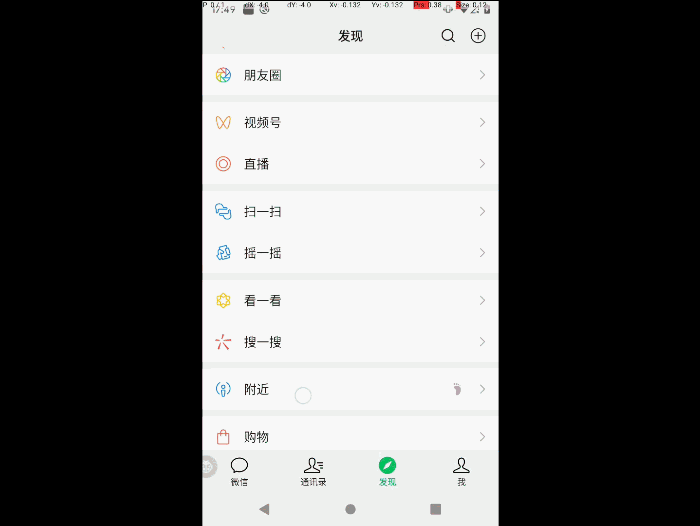 P: 0 / 1 dX: -4.0 dY: -4.0 Xv: -0.132 Yv: -0.132 Prs: 0.38 Size: 0.12
17:49
发现
朋友圈
视频号
直播
扫一扫
摇一摇
看一看
搜一搜
附近
购物
微信 通讯录 发现 我